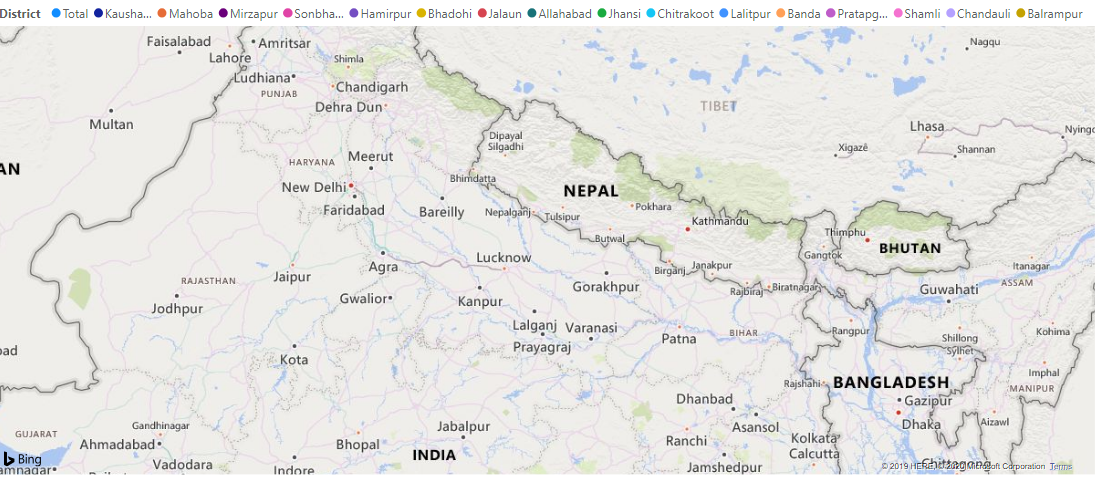 District Total Kausha... Mahoba Mirzapur Sonbha... Hamirpur Bhadohi Jalaun Allahabad Jhansi Chitrakoot Lalitpur Banda Pratapg... Shamli Chandauli Balrampur
Faisalabad
Amritsar
Nagqu
Lahore
Shimla
Ludhiana
Chandigarh
PUNJAB
TIBET
Dehra Dun
Multan
Lhasa
Nyingc
Dipayal
Silgadhi
Xigazê
Shannan
HARYANA
Meerut
AN
Bhimdatta
New Delhi
NEPAL
Faridabad
Bareilly
Nepalganj
Tulsipur
Pokhara
Kathmandu
Thimphu
Butwal
BHUTAN
Gangtok
Lucknow
Agra
Birganj
Janakpur
Itanagar
Jaipur
RAJASTHAN
Gorakhpur
Rajbiraj
Biratnagar
ASSAM
Guwahati
Jodhpur
Gwalior
Kanpur
Lalganj
Varanasi
BIHAR
Rangpur
Kohima
Patna
Shillong
Prayagraj
Sylhet
bad
Kota
Imphal
Rajshahi
BANGLADESH
MANIPUR
Dhanbad
Gazipur
Gandhinagar
Jabalpur
Asansol
Dhaka
Aizawl
GUJARAT
Ahmadabad
Bhopal
Ranchi
Kolkata
INDIA
Calcutta
Bing
Vadodara
Indore
Jamshedpur
Chittagong
amnagar
© 2019 HERE, © 2020 Microsoft Corporation Terms